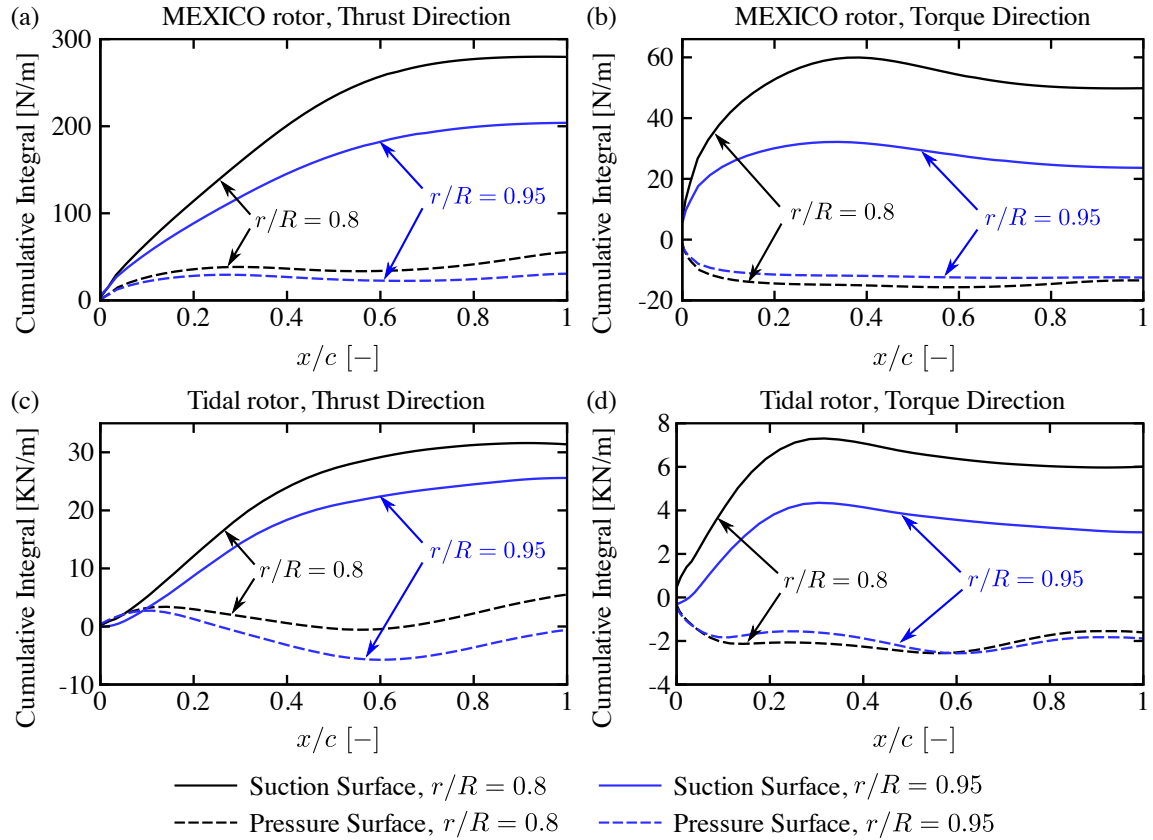 (a) MEXICO rotor, Thrust Direction
Cumulative Integral [N/m]
300
200
100
0
r/R = 0.8
r/R = 0.95
0 0.2 0.4 0.6 0.8 1
x/c [−]
(b) MEXICO rotor, Torque Direction
Cumulative Integral [N/m]
60
40
20
0
-20
r/R = 0.8
r/R = 0.95
0 0.2 0.4 0.6 0.8 1
x/c [−]
(c) Tidal rotor, Thrust Direction
Cumulative Integral [KN/m]
30
20
10
0
-10
r/R = 0.8
r/R = 0.95
0 0.2 0.4 0.6 0.8 1
x/c [−]
(d) Tidal rotor, Torque Direction
Cumulative Integral [KN/m]
8
6
4
2
0
-2
-4
r/R = 0.8
r/R = 0.95
0 0.2 0.4 0.6 0.8 1
x/c [−]
Suction Surface, r/R = 0.8
Suction Surface, r/R = 0.95
Pressure Surface, r/R = 0.8
Pressure Surface, r/R = 0.95